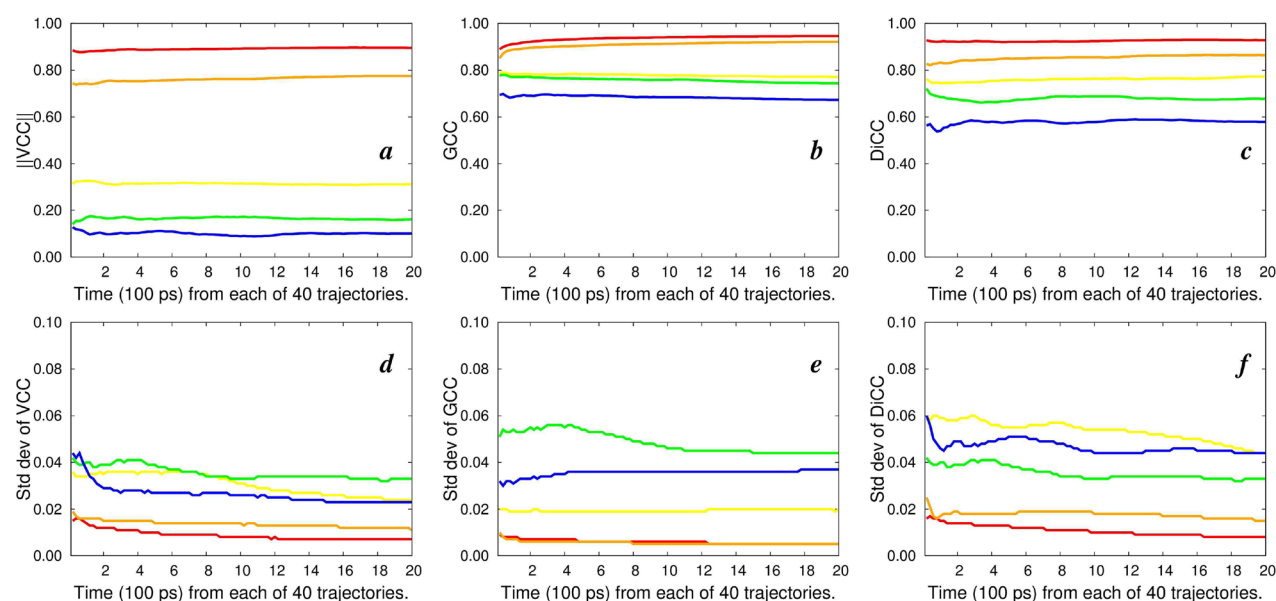 1.00
0.80
0.60
0.40
0.20
0.00
||VCC||
a
2 4 6 8 10 12 14 16 18 20
Time (100 ps) from each of 40 trajectories.
1.00
0.80
0.60
0.40
0.20
0.00
GCC
b
2 4 6 8 10 12 14 16 18 20
Time (100 ps) from each of 40 trajectories.
1.00
0.80
0.60
0.40
0.20
0.00
DiCC
c
2 4 6 8 10 12 14 16 18 20
Time (100 ps) from each of 40 trajectories.
0.10
0.08
0.06
0.04
0.02
0.00
Std dev of VCC
d
2 4 6 8 10 12 14 16 18 20
Time (100 ps) from each of 40 trajectories.
0.10
0.08
0.06
0.04
0.02
0.00
Std dev of GCC
e
2 4 6 8 10 12 14 16 18 20
Time (100 ps) from each of 40 trajectories.
0.10
0.08
0.06
0.04
0.02
0.00
Std dev of DiCC
f
2 4 6 8 10 12 14 16 18 20
Time (100 ps) from each of 40 trajectories.